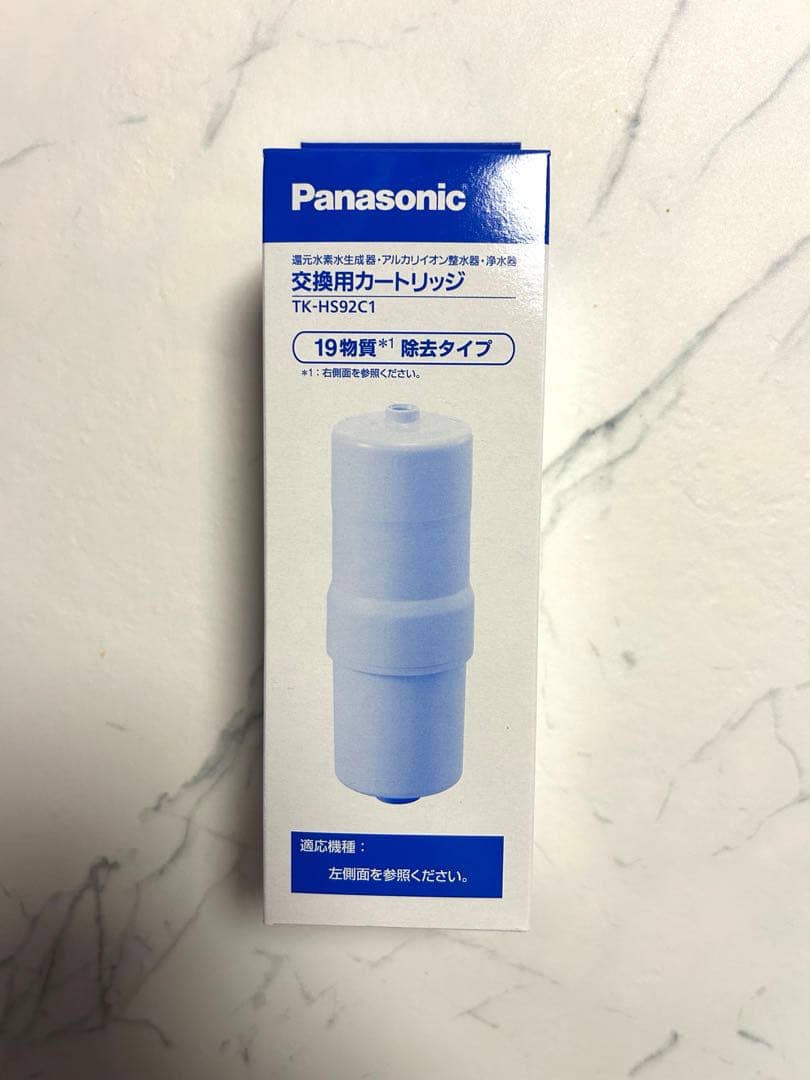 Panasonic
還元水素水生成器・アルカリイオン整水器・浄水器
交換用カートリッジ
TK-HS92C1
19物質*1 除去タイプ
*1：右側面を参照ください。
適応機種：
左側面を参照ください。